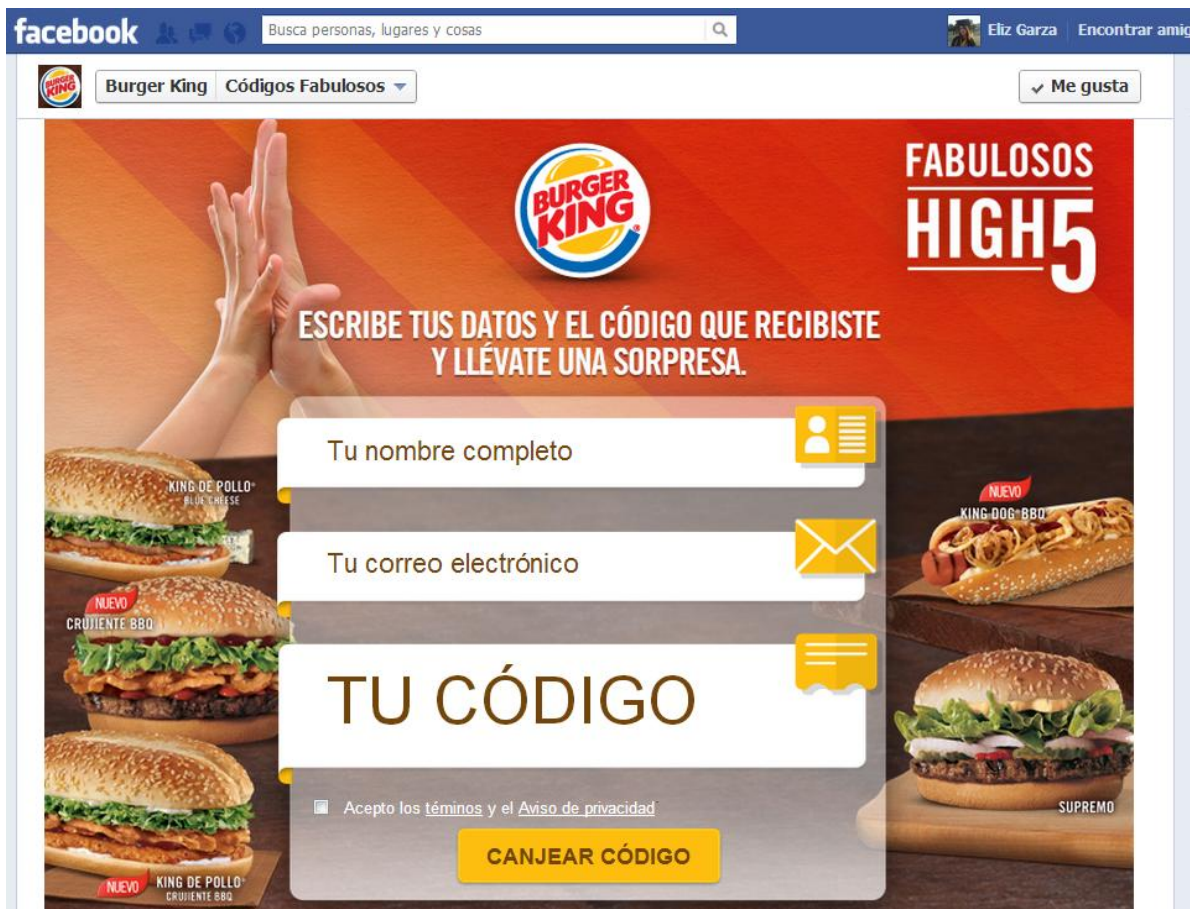 facebook
Busca personas, lugares y cosas
Eliz Garza
Encontrar amig
BURGER KING
Burger King
Códigos Fabulosos
Me gusta
BURGER
KING
FABULOSOS
HIGH5
ESCRIBE TUS DATOS Y EL CÓDIGO QUE RECIBISTE
Y LLÉVATE UNA SORPRESA.
Tu nombre completo
KING DE POLLO®
BLUE CHEESE
NUEVO
KING DOG® BBQ
Tu correo electrónico
NUEVO
CRUJIENTE BBQ
TU CÓDIGO
Acepto los téminos y el Aviso de privacidad
SUPREMO
CANJEAR CÓDIGO
NUEVO
KING DE POLLO®
CRUJIENTE BBQ